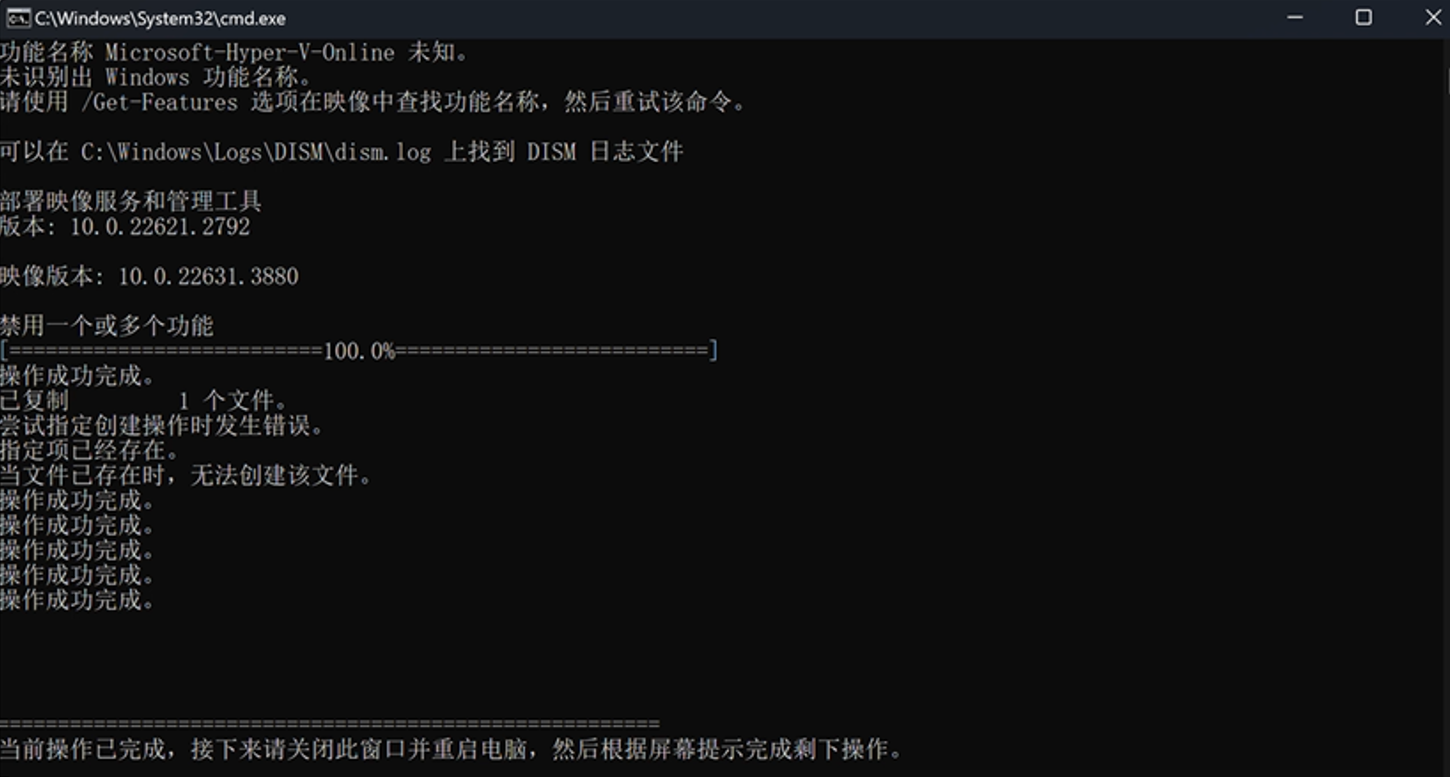 C:\Windows\System32\cmd.exe
功能名称 Microsoft-Hyper-V-Online 未知。
未识别出 Windows 功能名称。
请使用 /Get-Features 选项在映像中查找功能名称，然后重试该命令。
可以在 C:\Windows\Logs\DISM\dism.log 上找到 DISM 日志文件
部署映像服务和管理工具
版本: 10.0.22621.2792
映像版本: 10.0.22631.3880
禁用一个或多个功能
[==========================100.0%==========================]
操作成功完成。
已复制         1 个文件。
尝试指定创建操作时发生错误。
指定项已经存在。
当文件已存在时，无法创建该文件。
操作成功完成。
操作成功完成。
操作成功完成。
操作成功完成。
操作成功完成。
=======================================================
当前操作已完成，接下来请关闭此窗口并重启电脑，然后根据屏幕提示完成剩下操作。